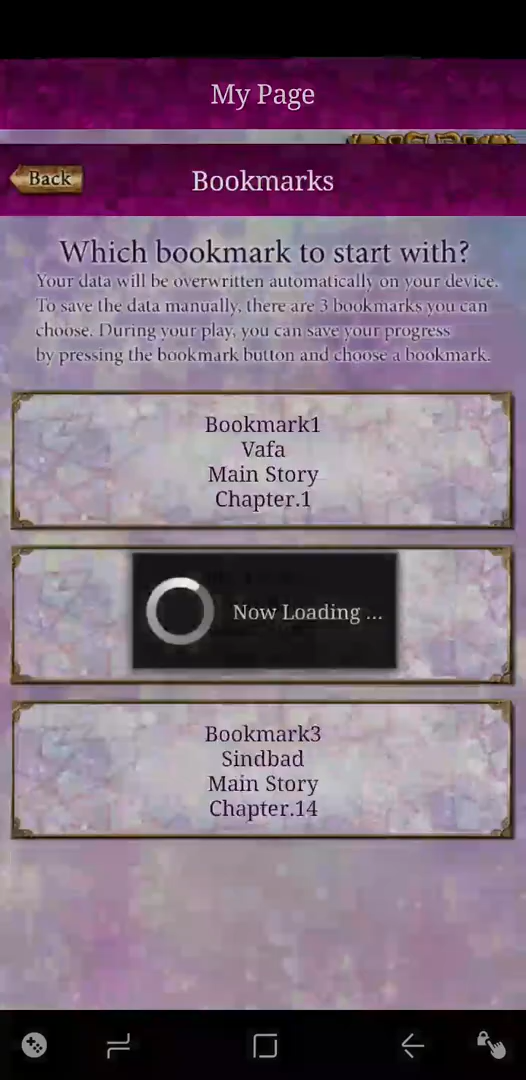 My Page
Back
Bookmarks
Which bookmark to start with?
Your data will be overwritten automatically on your device.
To save the data manually, there are 3 bookmarks you can
choose. During your play, you can save your progress
by pressing the bookmark button and choose a bookmark.
Bookmark1
Vafa
Main Story
Chapter.1
Now Loading ...
Bookmark3
Sindbad
Main Story
Chapter.14